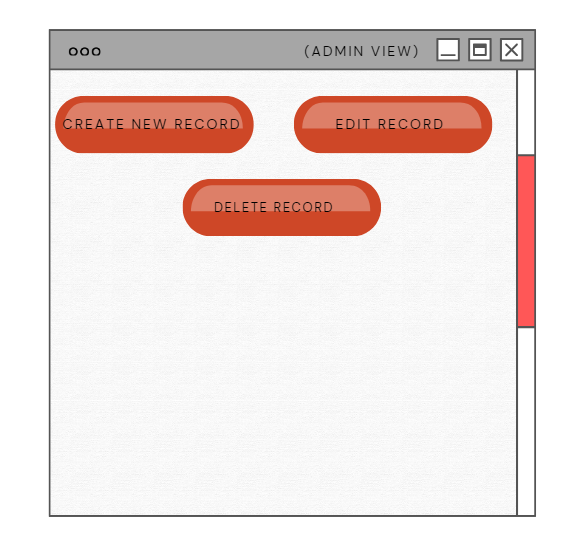 (ADMIN VIEW)
CREATE NEW RECORD
EDIT RECORD
DELETE RECORD